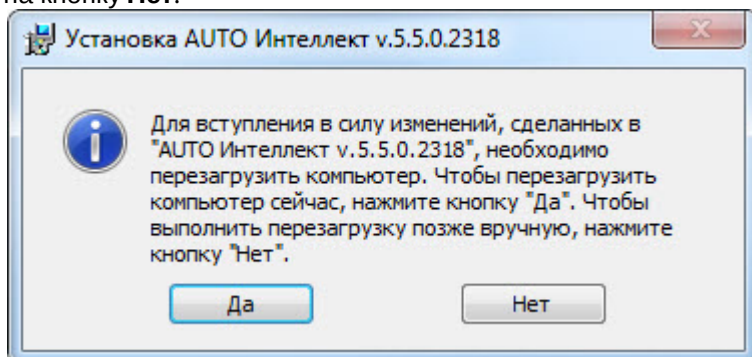 на кнопку Нет.
Установка AUTO Интеллект v.5.5.0.2318
Для вступления в силу изменений, сделанных в
"AUTO Интеллект v.5.5.0.2318", необходимо
перезагрузить компьютер. Чтобы перезагрузить
компьютер сейчас, нажмите кнопку "Да". Чтобы
выполнить перезагрузку позже вручную, нажмите
кнопку "Нет".
Да Нет